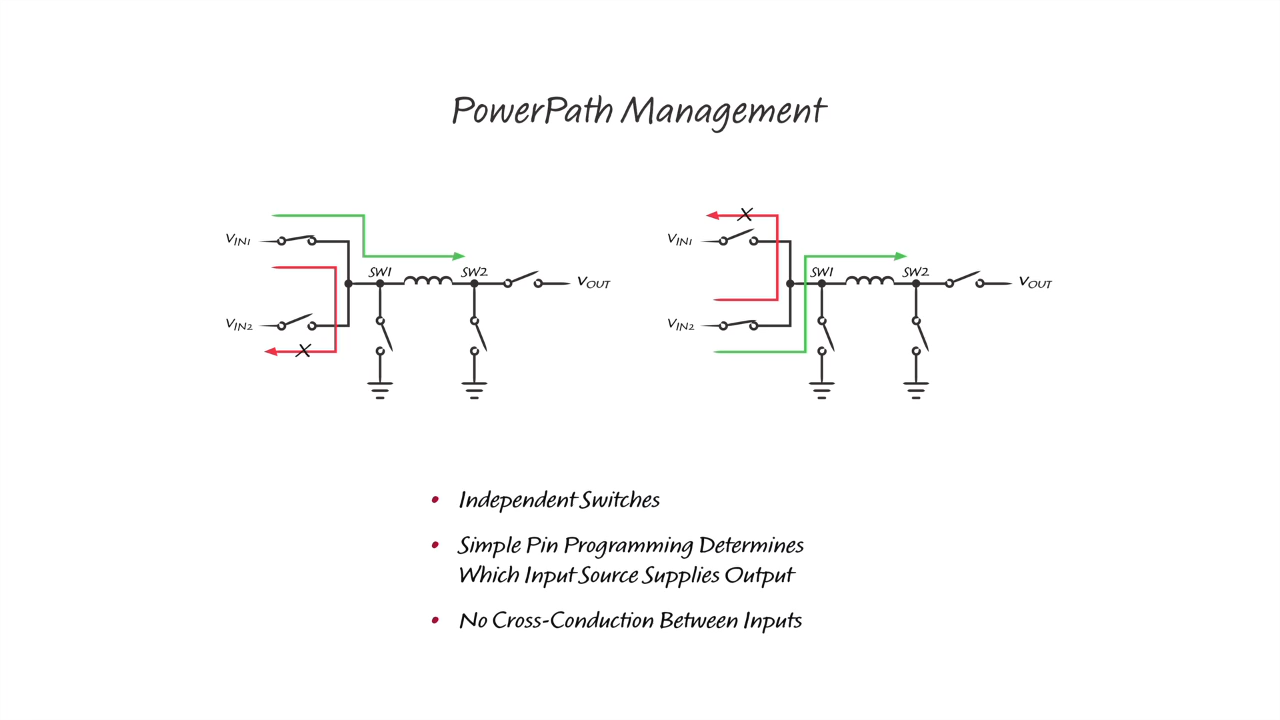 PowerPath Management
VIN1
SW1
SW2
VOUT
VIN2
X
X
VIN1
SW1
SW2
VOUT
VIN2
• Independent Switches
• Simple Pin Programming Determines
Which Input Source Supplies Output
• No Cross-Conduction Between Inputs